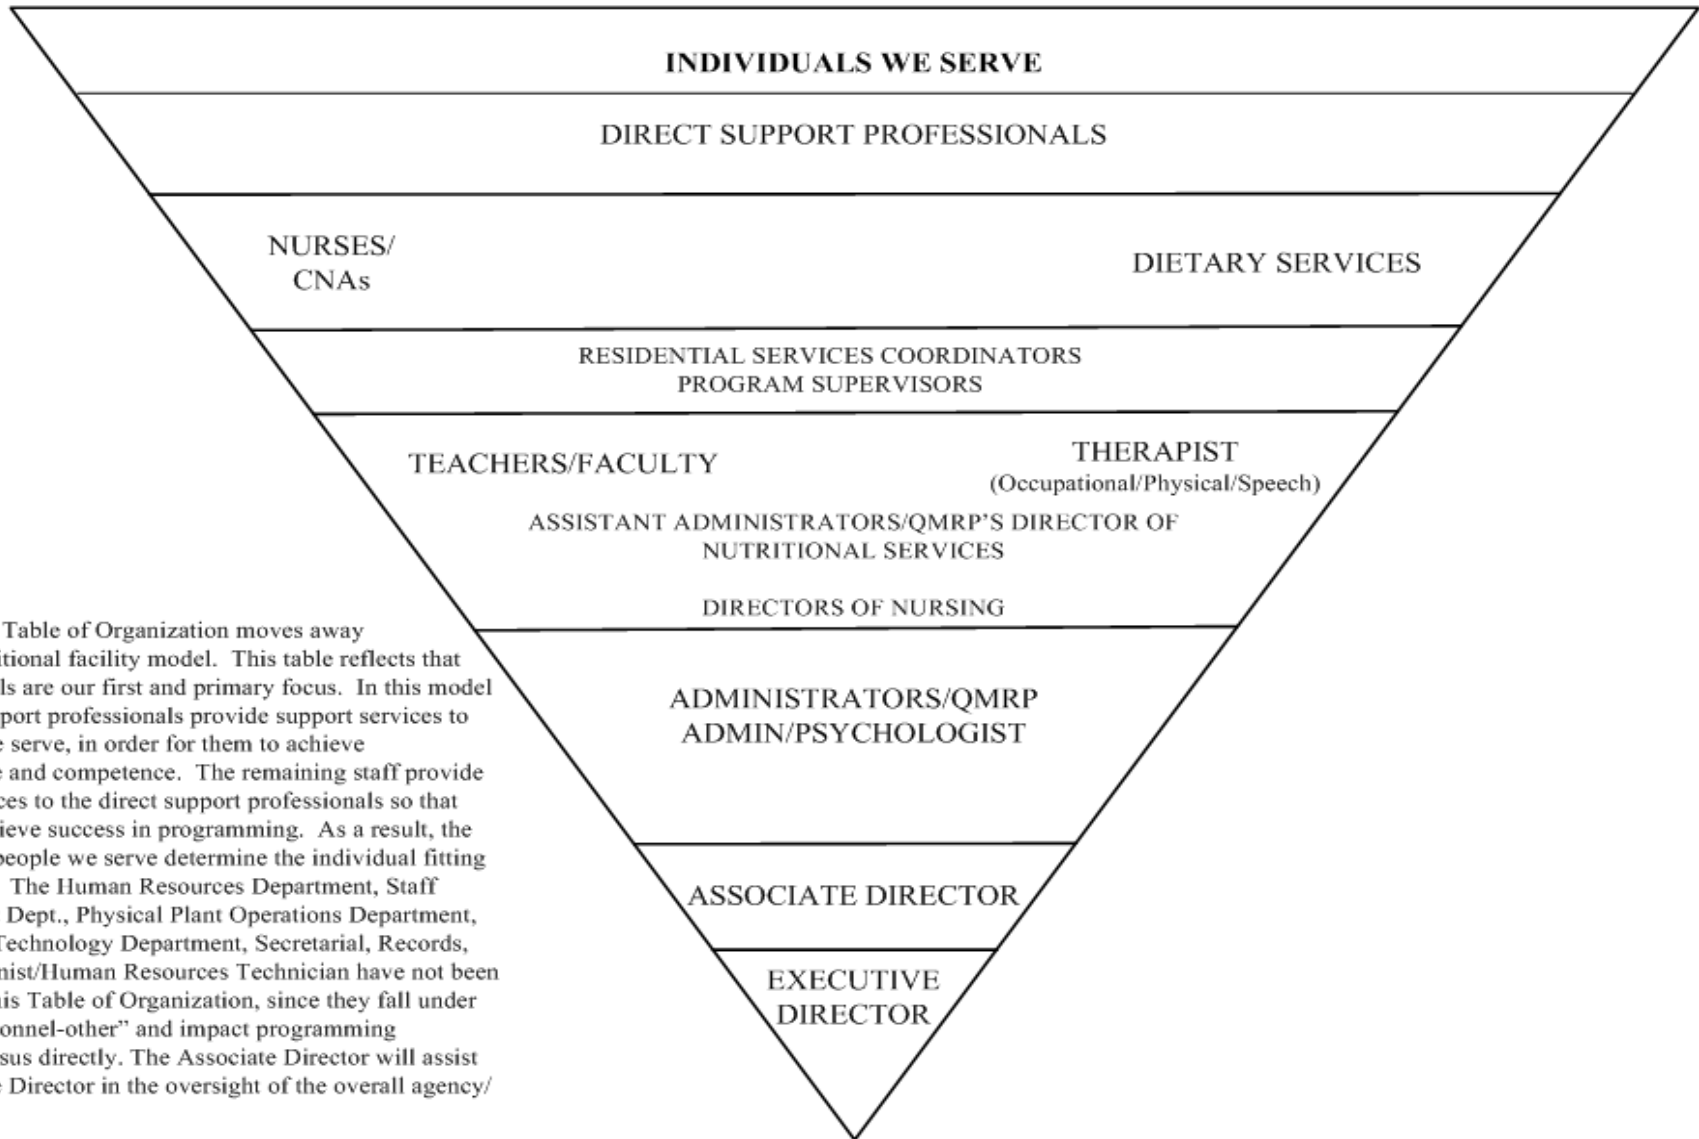 INDIVIDUALS WE SERVE
DIRECT SUPPORT PROFESSIONALS
NURSES/
CNAs
DIETARY SERVICES
RESIDENTIAL SERVICES COORDINATORS
PROGRAM SUPERVISORS
TEACHERS/FACULTY
THERAPIST
(Occupational/Physical/Speech)
ASSISTANT ADMINISTRATORS/QMRP’S DIRECTOR OF
NUTRITIONAL SERVICES
DIRECTORS OF NURSING
ADMINISTRATORS/QMRP
ADMIN/PSYCHOLOGIST
ASSOCIATE DIRECTOR
EXECUTIVE
DIRECTOR
Table of Organization moves away
itional facility model. This table reflects that
ls are our first and primary focus. In this model
port professionals provide support services to
e serve, in order for them to achieve
e and competence. The remaining staff provide
ces to the direct support professionals so that
ieve success in programming. As a result, the
people we serve determine the individual fitting
The Human Resources Department, Staff
Dept., Physical Plant Operations Department,
Technology Department, Secretarial, Records,
nist/Human Resources Technician have not been
his Table of Organization, since they fall under
onnel-other” and impact programming
sus directly. The Associate Director will assist
e Director in the oversight of the overall agency/